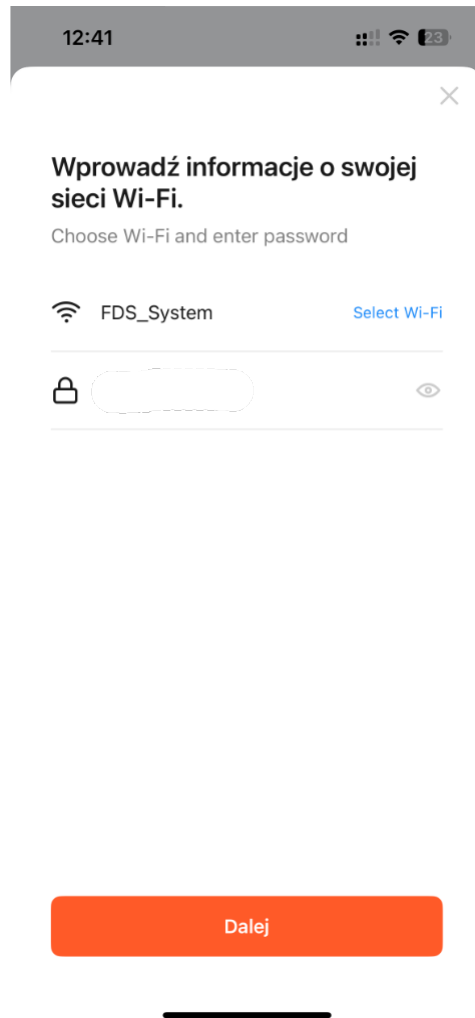 12:41
23
Wprowadź informacje o swojej
sieci Wi-Fi.
Choose Wi-Fi and enter password
FDS_System
Select Wi-Fi
Dalej